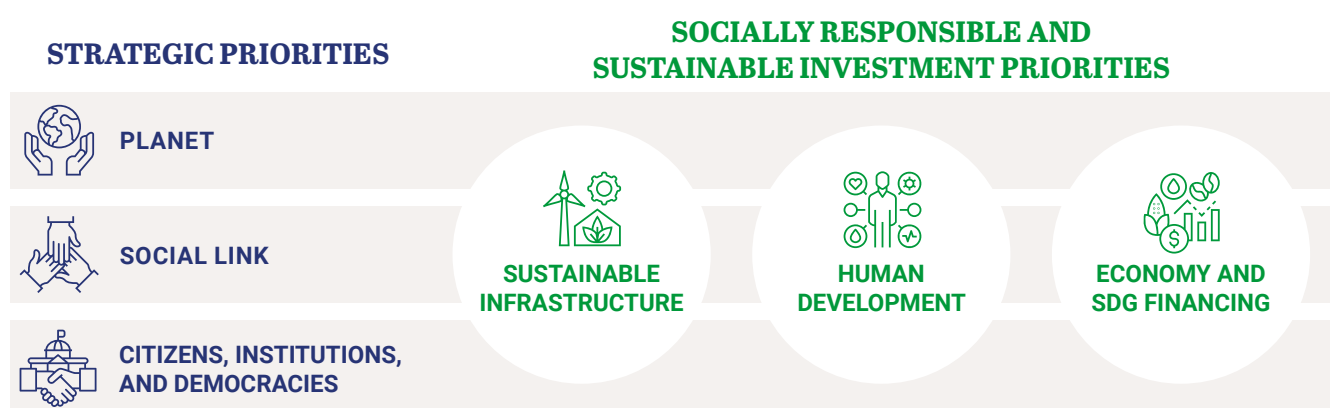 STRATEGIC PRIORITIES
SOCIALLY RESPONSIBLE AND
SUSTAINABLE INVESTMENT PRIORITIES
PLANET
SOCIAL LINK
CITIZENS, INSTITUTIONS,
AND DEMOCRACIES
SUSTAINABLE
INFRASTRUCTURE
HUMAN
DEVELOPMENT
ECONOMY AND
SDG FINANCING